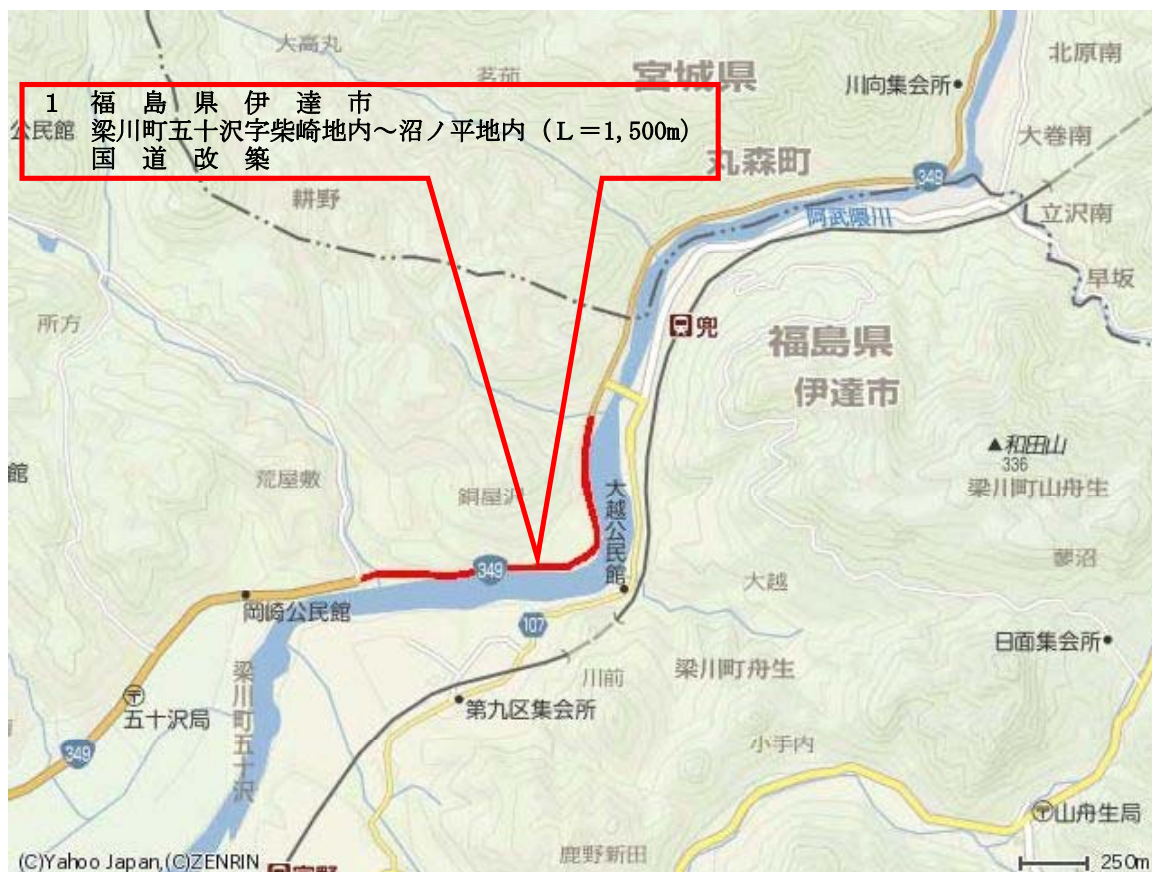 大高丸
茗荷
宮城県
北原南
川向集会所
1 福島県伊達市
公民館
梁川町五十沢字柴崎地内～沼ノ平地内（L＝1,500m）
国道改築
大巻南
丸森町
349
耕野
阿武隈川
立沢南
早坂
所方
兜
福島県
伊達市
和田山
336
館
荒屋敷
銅屋沢
大越公民館
梁川町山舟生
349
蓼沼
大越
岡崎公民館
107
日面集会所
梁川町五十沢
川前
梁川町舟生
五十沢局
第九区集会所
349
小手内
山舟生局
鹿野新田
(C)Yahoo Japan,(C)ZENRIN
250m